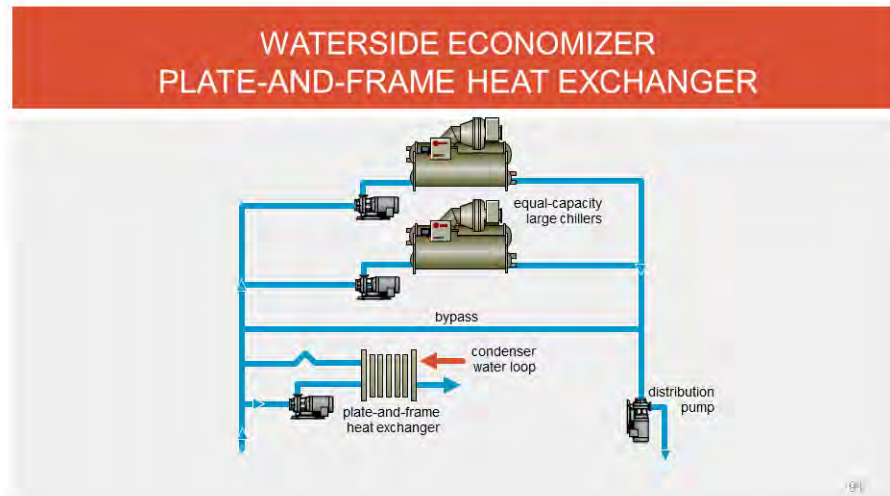 WATERSIDE ECONOMIZER
PLATE-AND-FRAME HEAT EXCHANGER
equal-capacity
large chillers
bypass
condenser
water loop
distribution
pump
plate-and-frame
heat exchanger
91